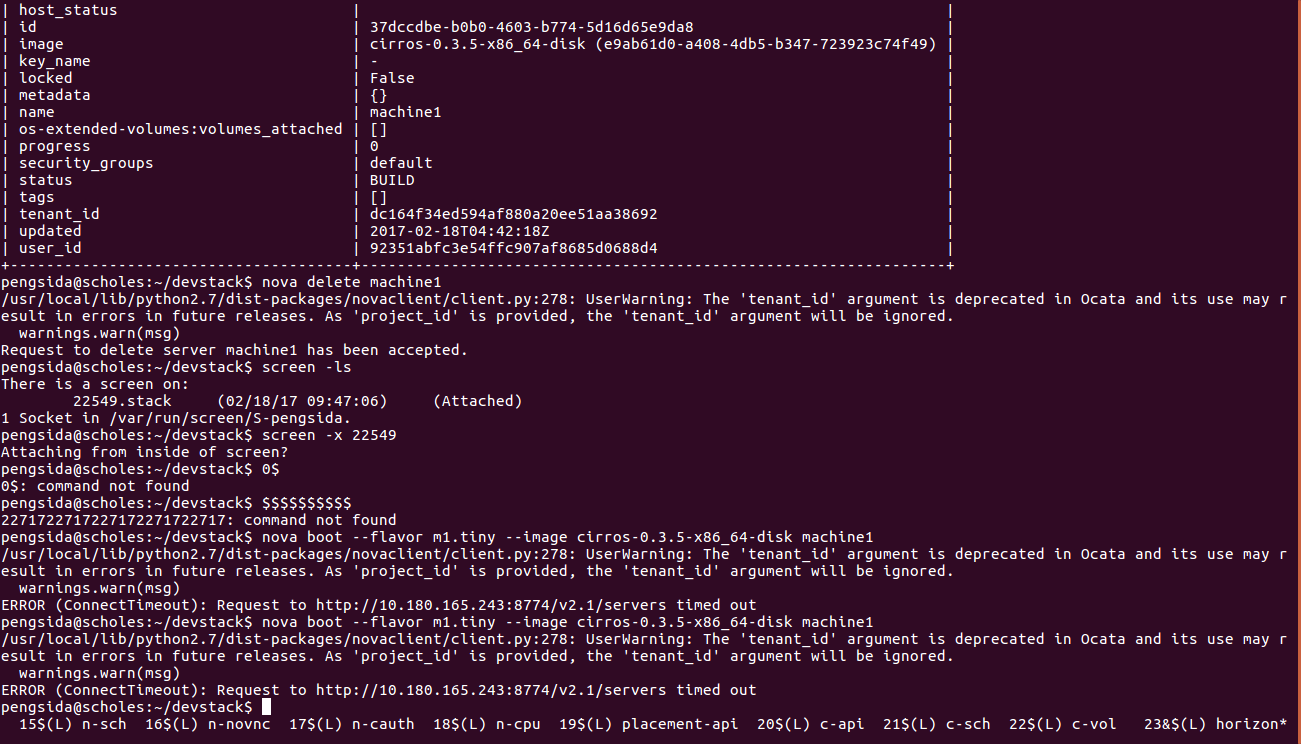 | host_status | |
| id | 37dccdbe-b0b0-4603-b774-5d16d65e9da8 |
| image | cirros-0.3.5-x86_64-disk (e9ab61d0-a408-4db5-b347-723923c74f49) |
| key_name | - |
| locked | False |
| metadata | {} |
| name | machine1 |
| os-extended-volumes:volumes_attached | [] |
| progress | 0 |
| security_groups | default |
| status | BUILD |
| tags | [] |
| tenant_id | dc164f34ed594af880a20ee51aa38692 |
| updated | 2017-02-18T04:42:18Z |
| user_id | 92351abfc3e54ffc907af8685d0688d4 |
+--------------------------------------+-----------------------------------------------------------------+
pengsida@scholes:~/devstack$ nova delete machine1
/usr/local/lib/python2.7/dist-packages/novaclient/client.py:278: UserWarning: The 'tenant_id' argument is deprecated in Ocata and its use may r
esult in errors in future releases. As 'project_id' is provided, the 'tenant_id' argument will be ignored.
  warnings.warn(msg)
Request to delete server machine1 has been accepted.
pengsida@scholes:~/devstack$ screen -ls
There is a screen on:
        22549.stack     (02/18/17 09:47:06)     (Attached)
1 Socket in /var/run/screen/S-pengsida.
pengsida@scholes:~/devstack$ screen -x 22549
Attaching from inside of screen?
pengsida@scholes:~/devstack$ 0$
0$: command not found
pengsida@scholes:~/devstack$ $$$$$$$$$$
2271722717227172271722717: command not found
pengsida@scholes:~/devstack$ nova boot --flavor m1.tiny --image cirros-0.3.5-x86_64-disk machine1
/usr/local/lib/python2.7/dist-packages/novaclient/client.py:278: UserWarning: The 'tenant_id' argument is deprecated in Ocata and its use may r
esult in errors in future releases. As 'project_id' is provided, the 'tenant_id' argument will be ignored.
  warnings.warn(msg)
ERROR (ConnectTimeout): Request to http://10.180.165.243:8774/v2.1/servers timed out
pengsida@scholes:~/devstack$ nova boot --flavor m1.tiny --image cirros-0.3.5-x86_64-disk machine1
/usr/local/lib/python2.7/dist-packages/novaclient/client.py:278: UserWarning: The 'tenant_id' argument is deprecated in Ocata and its use may r
esult in errors in future releases. As 'project_id' is provided, the 'tenant_id' argument will be ignored.
  warnings.warn(msg)
ERROR (ConnectTimeout): Request to http://10.180.165.243:8774/v2.1/servers timed out
pengsida@scholes:~/devstack$
  15$(L) n-sch  16$(L) n-novnc  17$(L) n-cauth  18$(L) n-cpu  19$(L) placement-api  20$(L) c-api  21$(L) c-sch  22$(L) c-vol   23&$(L) horizon*